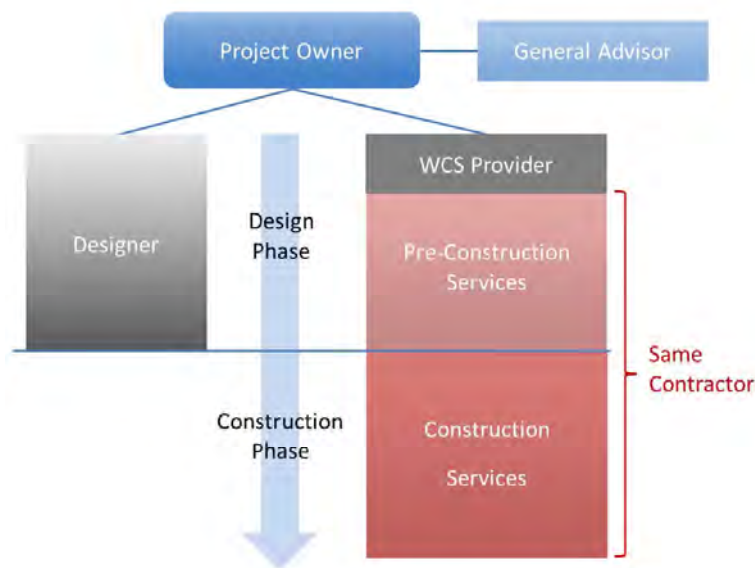 Project Owner
General Advisor
WCS Provider
Designer
Design
Phase
Pre-Construction
Services
Same
Contractor
Construction
Phase
Construction
Services